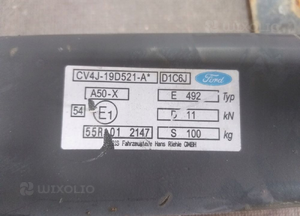 CV4J-19D521-A* D1C6J Ford
A50-X E 492 Typ
54 E1 D 11 kN
55R 01 2147 S 100 kg
Fahrzeugteile Hans Riehle GMBH
WIXOLIO